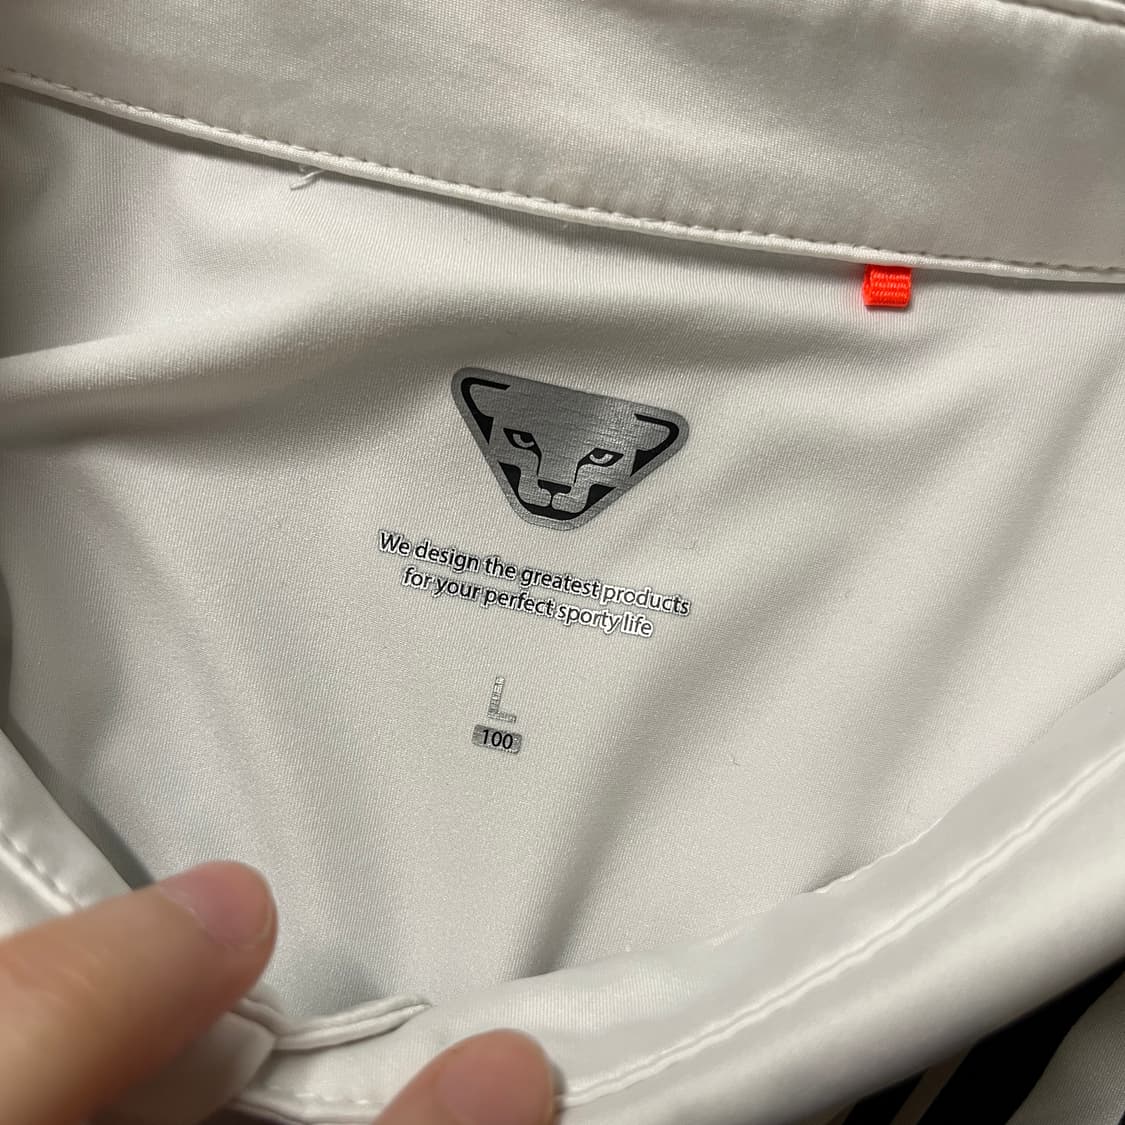 We design the greatest products
for your perfect sporty life
L
100